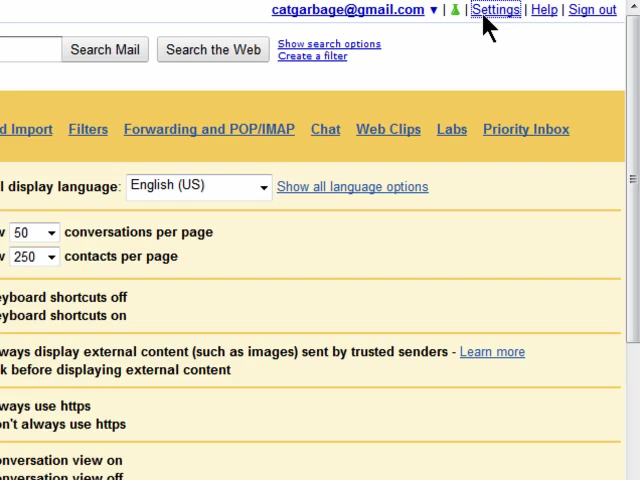 catgarbage@gmail.com ▼ | | Settings | Help | Sign out
Search Mail Search the Web Show search options
Create a filter
d Import Filters Forwarding and POP/IMAP Chat Web Clips Labs Priority Inbox
l display language: English (US) Show all language options
w 50 conversations per page
w 250 contacts per page
eyboard shortcuts off
eyboard shortcuts on
ways display external content (such as images) sent by trusted senders - Learn more
k before displaying external content
ways use https
on't always use https
onversation view on
onversation view off